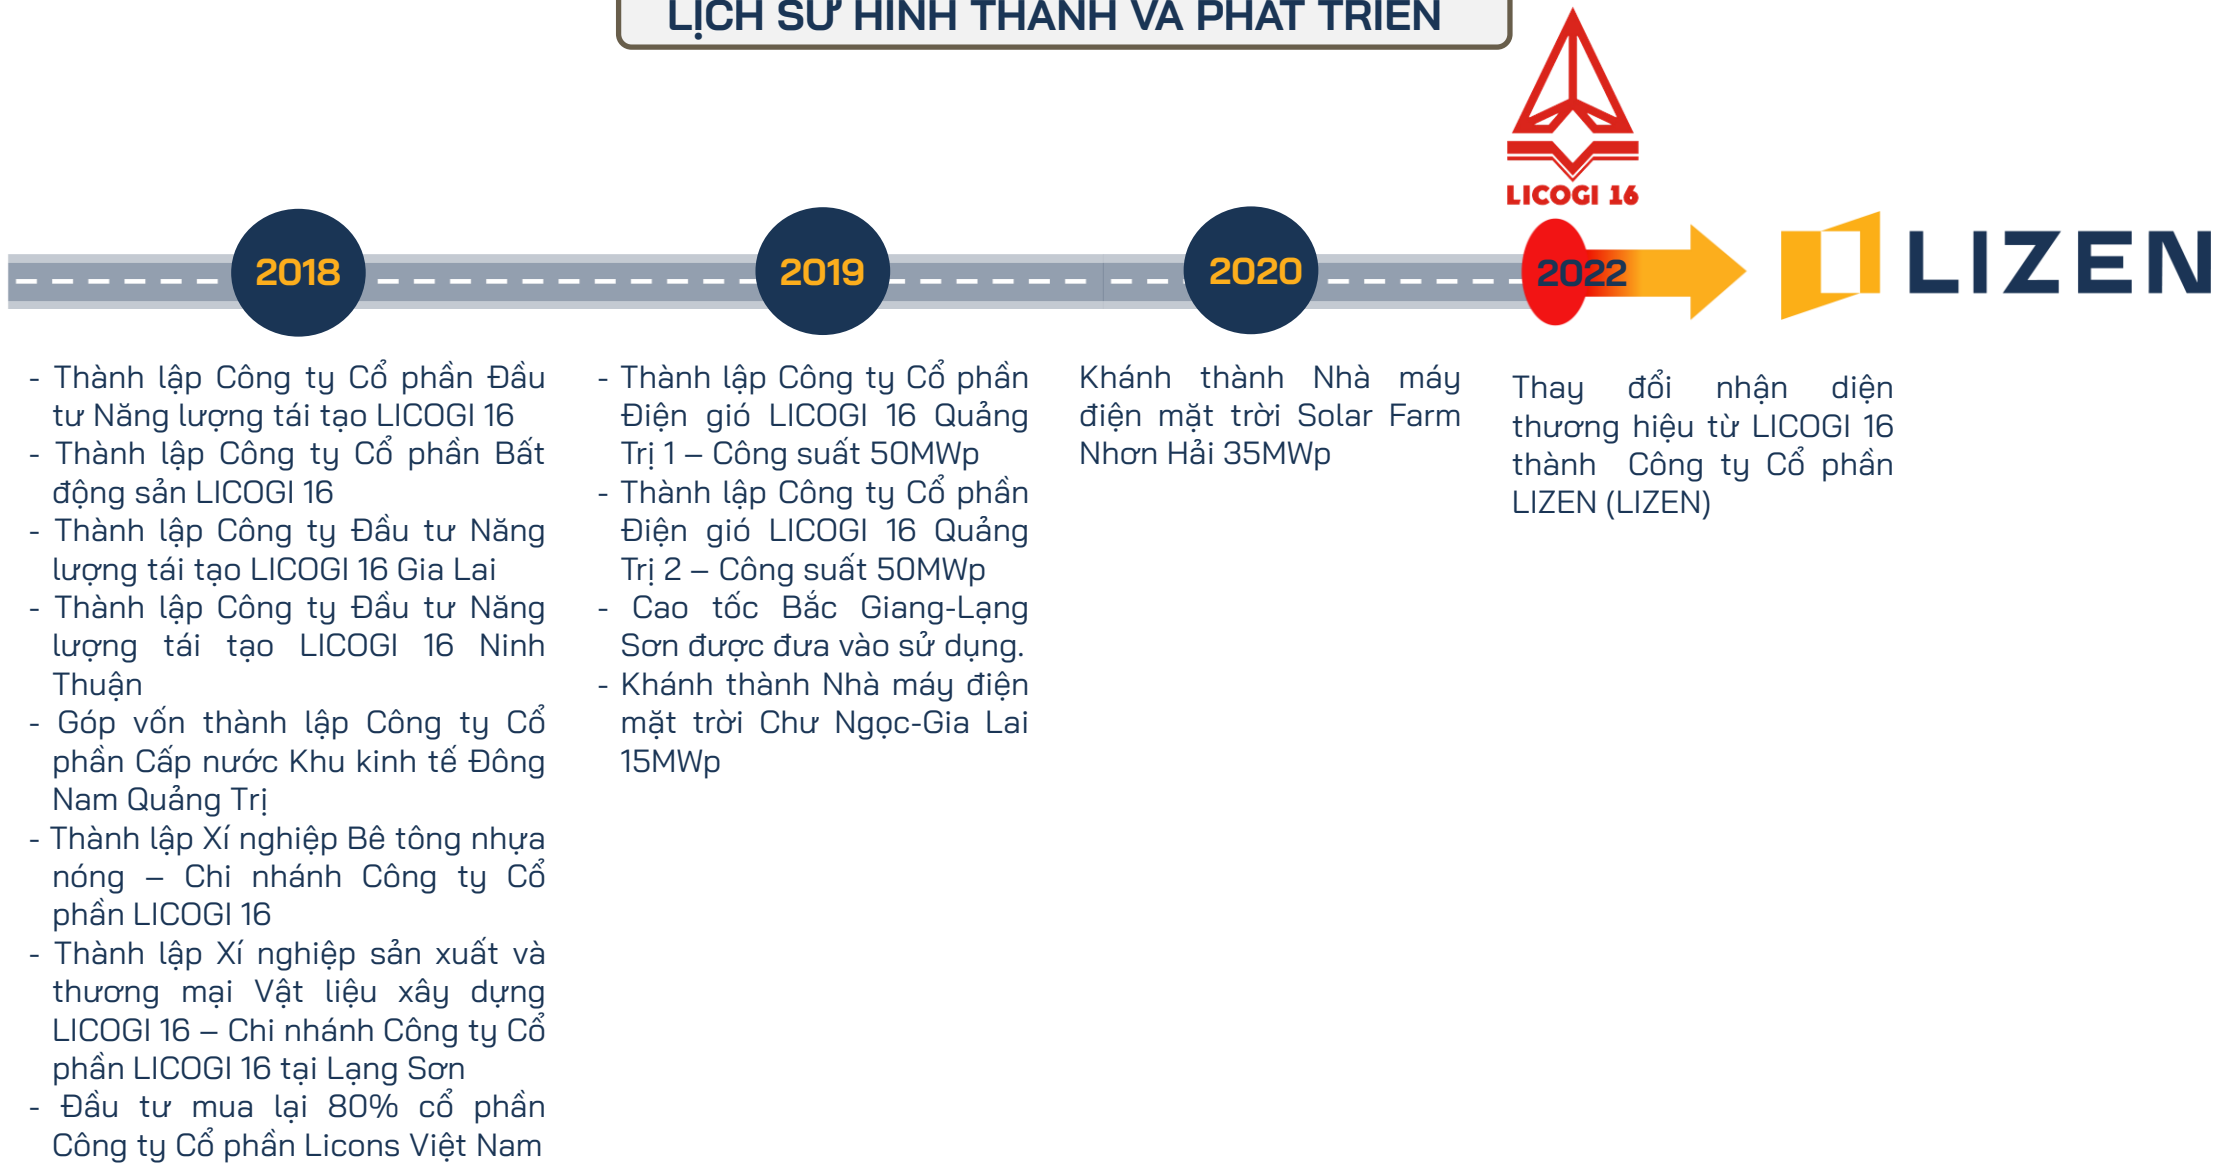 LỊCH SỬ HÌNH THÀNH VÀ PHÁT TRIỂN
LICOGI 16
2018
2019
2020
2022
LIZEN
- Thành lập Công ty Cổ phần Đầu
tư Năng lượng tái tạo LICOGI 16
- Thành lập Công ty Cổ phần Bất
động sản LICOGI 16
- Thành lập Công ty Đầu tư Năng
lượng tái tạo LICOGI 16 Gia Lai
- Thành lập Công ty Đầu tư Năng
lượng tái tạo LICOGI 16 Ninh
Thuận
- Góp vốn thành lập Công ty Cổ
phần Cấp nước Khu kinh tế Đông
Nam Quảng Trị
- Thành lập Xí nghiệp Bê tông nhựa
nóng – Chi nhánh Công ty Cổ
phần LICOGI 16
- Thành lập Xí nghiệp sản xuất và
thương mại Vật liệu xây dựng
LICOGI 16 – Chi nhánh Công ty Cổ
phần LICOGI 16 tại Lạng Sơn
- Đầu tư mua lại 80% cổ phần
Công ty Cổ phần Licons Việt Nam
- Thành lập Công ty Cổ phần
Điện gió LICOGI 16 Quảng
Trị 1 – Công suất 50MWp
- Thành lập Công ty Cổ phần
Điện gió LICOGI 16 Quảng
Trị 2 – Công suất 50MWp
- Cao tốc Bắc Giang-Lạng
Sơn được đưa vào sử dụng.
- Khánh thành Nhà máy điện
mặt trời Chư Ngọc-Gia Lai
15MWp
Khánh thành Nhà máy
điện mặt trời Solar Farm
Nhơn Hải 35MWp
Thay đổi nhận diện
thương hiệu từ LICOGI 16
thành Công ty Cổ phần
LIZEN (LIZEN)